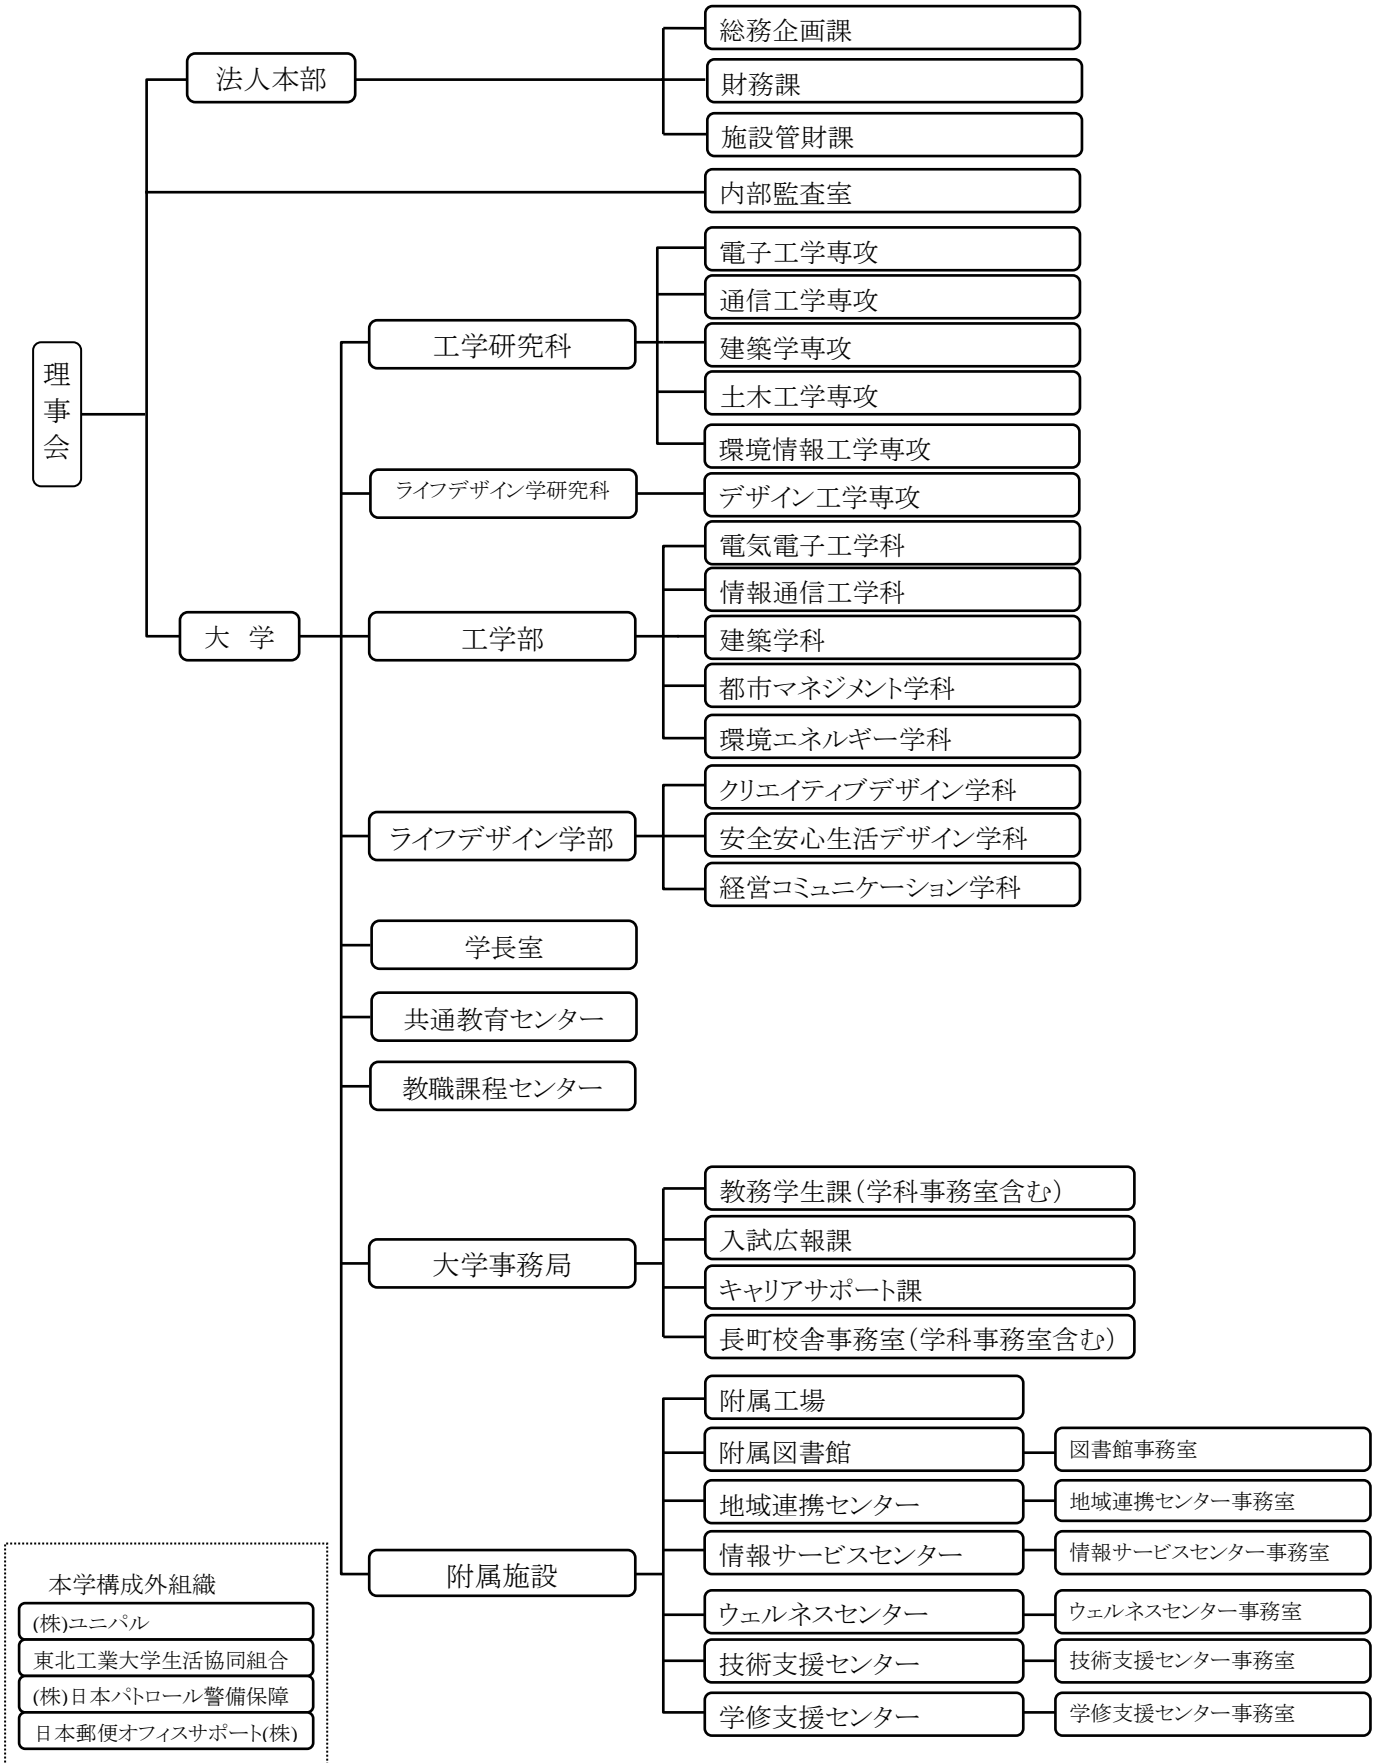 総務企画課
法人本部
財務課
施設管財課
内部監査室
電子工学専攻
通信工学専攻
工学研究科
建築学専攻
理事会
土木工学専攻
環境情報工学専攻
ライフデザイン学研究科
デザイン工学専攻
電気電子工学科
情報通信工学科
大 学
工学部
建築学科
都市マネジメント学科
環境エネルギー学科
クリエイティブデザイン学科
ライフデザイン学部
安全安心生活デザイン学科
経営コミュニケーション学科
学長室
共通教育センター
教職課程センター
教務学生課(学科事務室含む)
入試広報課
大学事務局
キャリアサポート課
長町校舎事務室(学科事務室含む)
附属工場
附属図書館
図書館事務室
地域連携センター
地域連携センター事務室
情報サービスセンター
情報サービスセンター事務室
附属施設
ウェルネスセンター
ウェルネスセンター事務室
技術支援センター
技術支援センター事務室
学修支援センター
学修支援センター事務室
本学構成外組織
(株)ユニパル
東北工業大学生活協同組合
(株)日本パトロール警備保障
日本郵便オフィスサポート(株)